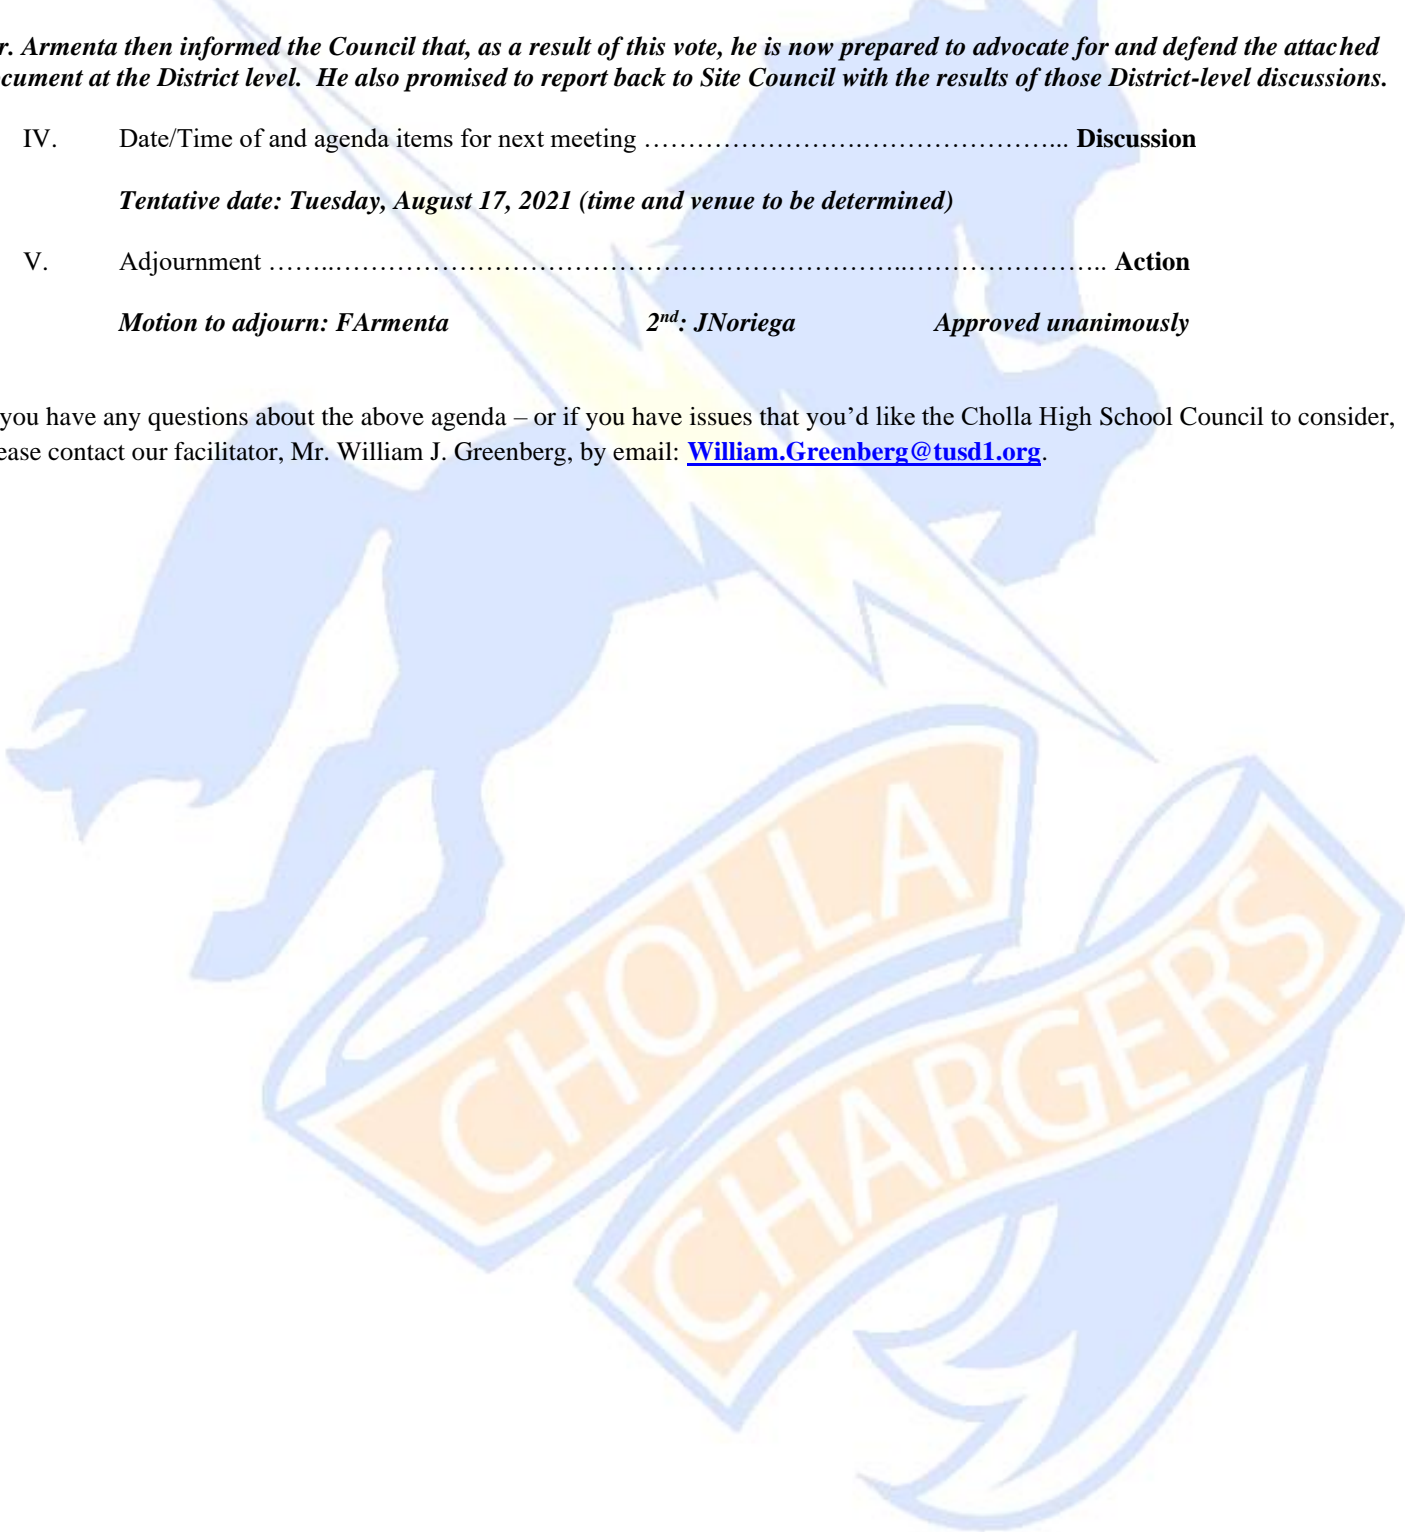 r. Armenta then informed the Council that, as a result of this vote, he is now prepared to advocate for and defend the attached
ocument at the District level. He also promised to report back to Site Council with the results of those District-level discussions.
IV. Date/Time of and agenda items for next meeting …………………….…………………... Discussion
Tentative date: Tuesday, August 17, 2021 (time and venue to be determined)
V. Adjournment ……..………………………………………………………..………………….. Action
Motion to adjourn: FArmenta 2nd: JNoriega Approved unanimously
you have any questions about the above agenda – or if you have issues that you’d like the Cholla High School Council to consider,
ease contact our facilitator, Mr. William J. Greenberg, by email: William.Greenberg@tusd1.org.
CHOLLA
CHARGERS